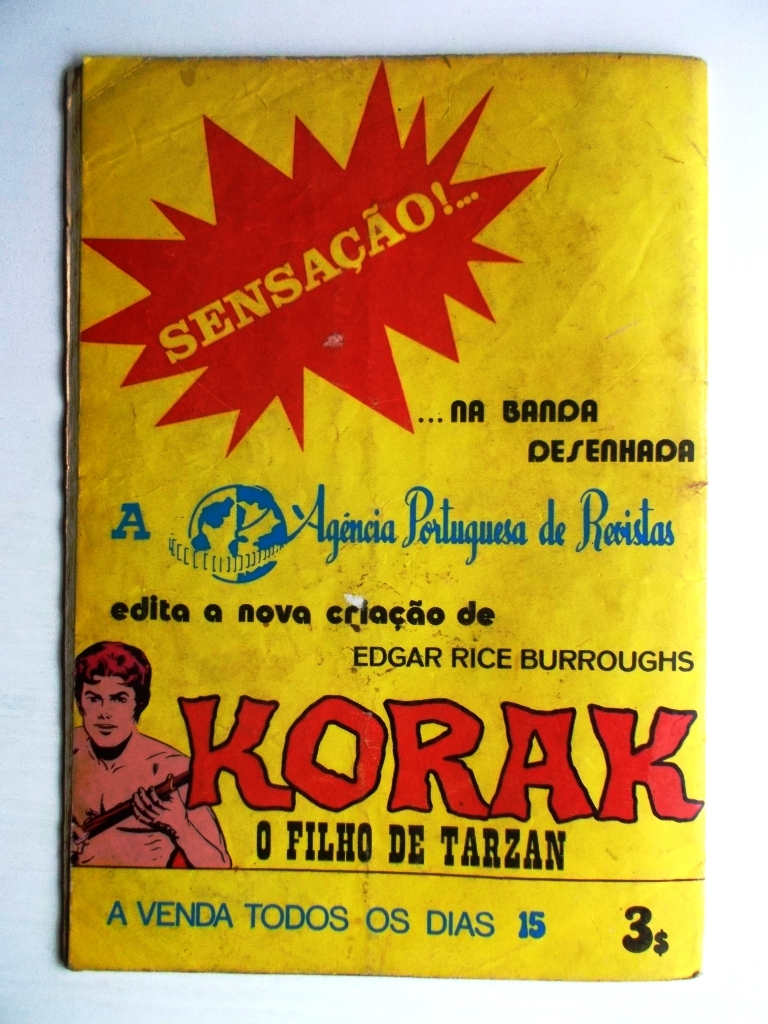 SENSAÇÃO!...
...NA BANDA
DESENHADA
A Agência Portuguesa de Revistas
edita a nova criação de
EDGAR RICE BURROUGHS
KORAK
O FILHO DE TARZAN
A VENDA TODOS OS DIAS 15
3$